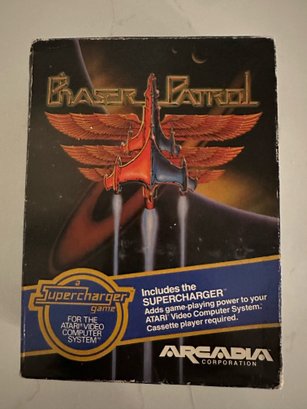 PHASER PATROL
a
Supercharger
game
FOR THE
ATARI® VIDEO
COMPUTER
SYSTEM™
Includes the
SUPERCHARGER™
Adds game-playing power to your
ATARI® Video Computer System.™
Cassette player required.
ARCADIA
CORPORATION